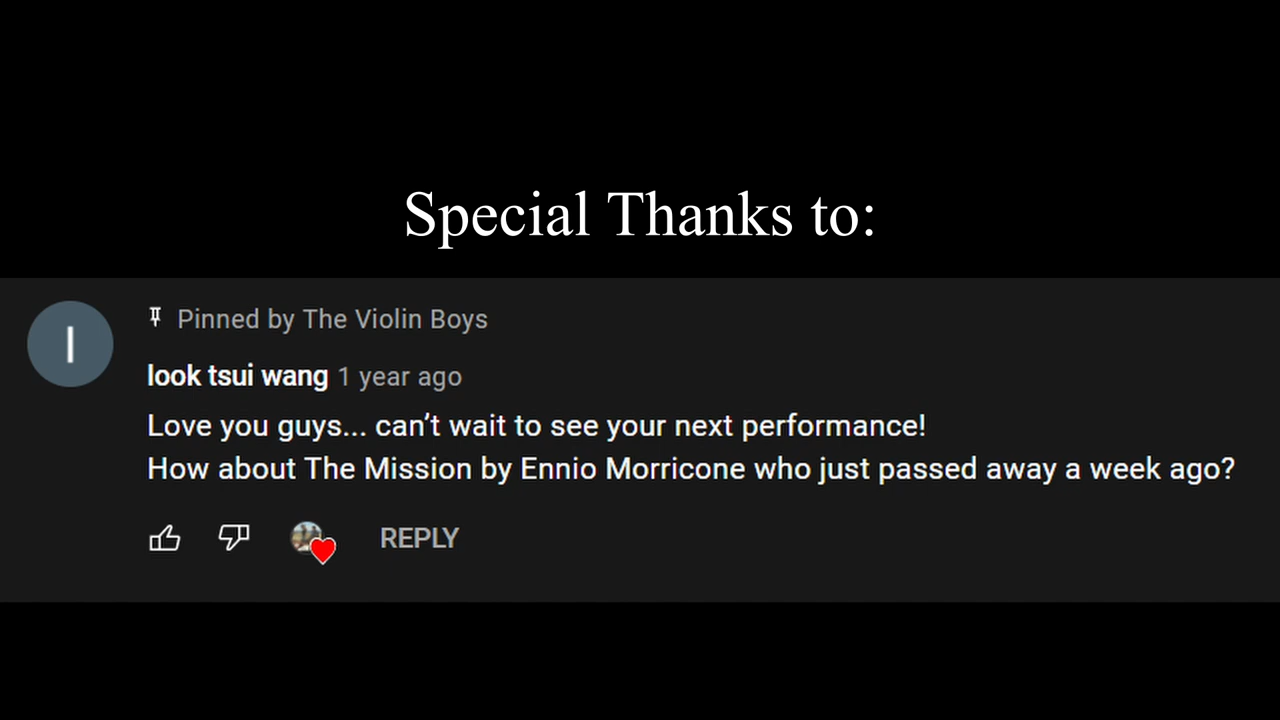 Special Thanks to:
Pinned by The Violin Boys
look tsui wang 1 year ago
Love you guys... can’t wait to see your next performance!
How about The Mission by Ennio Morricone who just passed away a week ago?
REPLY